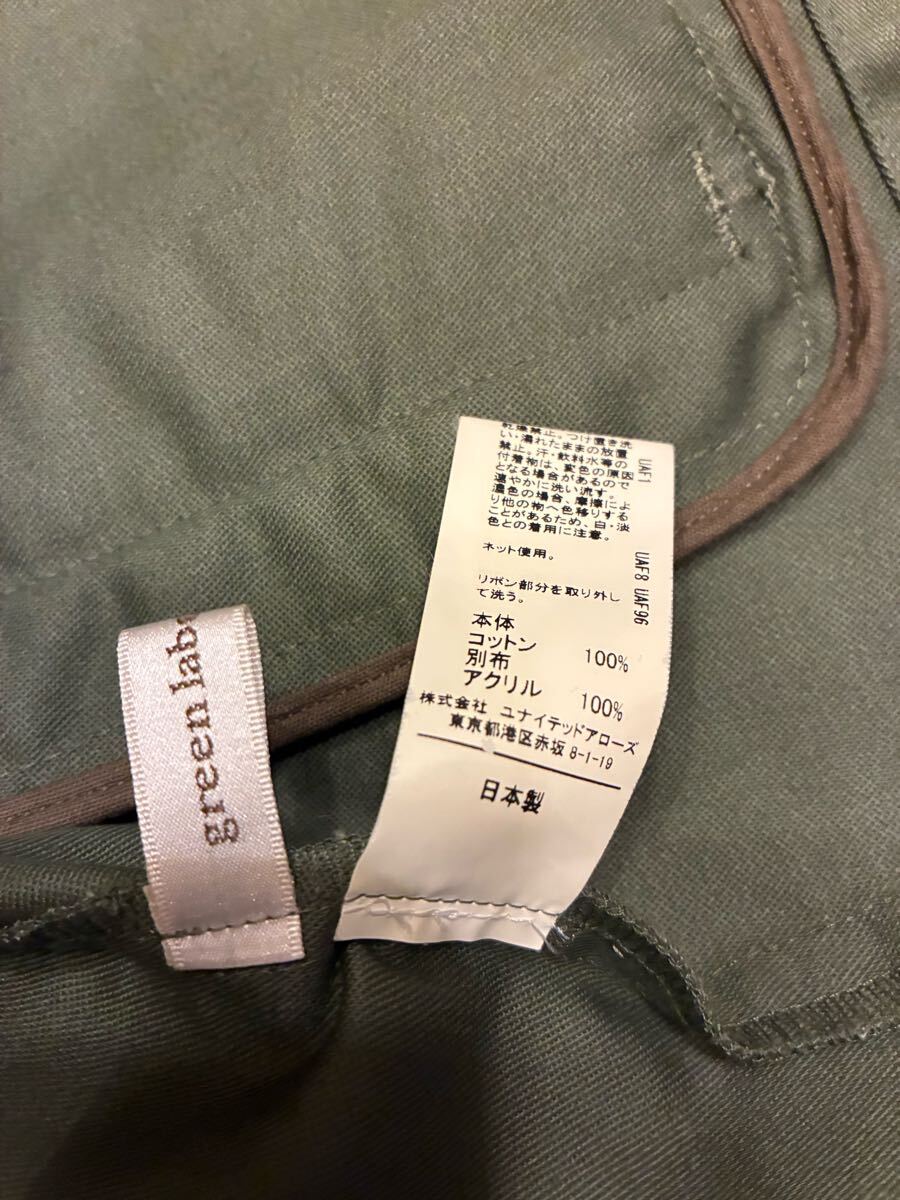 乾燥禁止。つけ置き洗
い・濡れたままの放置
禁止。汗・飲料水等の
付着物は、変色の原因
となる場合があるので
速やかに洗い流す。
濃色の場合、摩擦によ
り他の物へ色移りする
ことがあるため、白・淡
色との着用に注意。
ネット使用。
リボン部分を取り外し
て洗う。
本体
コットン 100%
別布
アクリル 100%
株式会社 ユナイテッドアローズ
東京都港区赤坂 8-1-19
日本製
UAF1
UAF8 UAF96
green lab